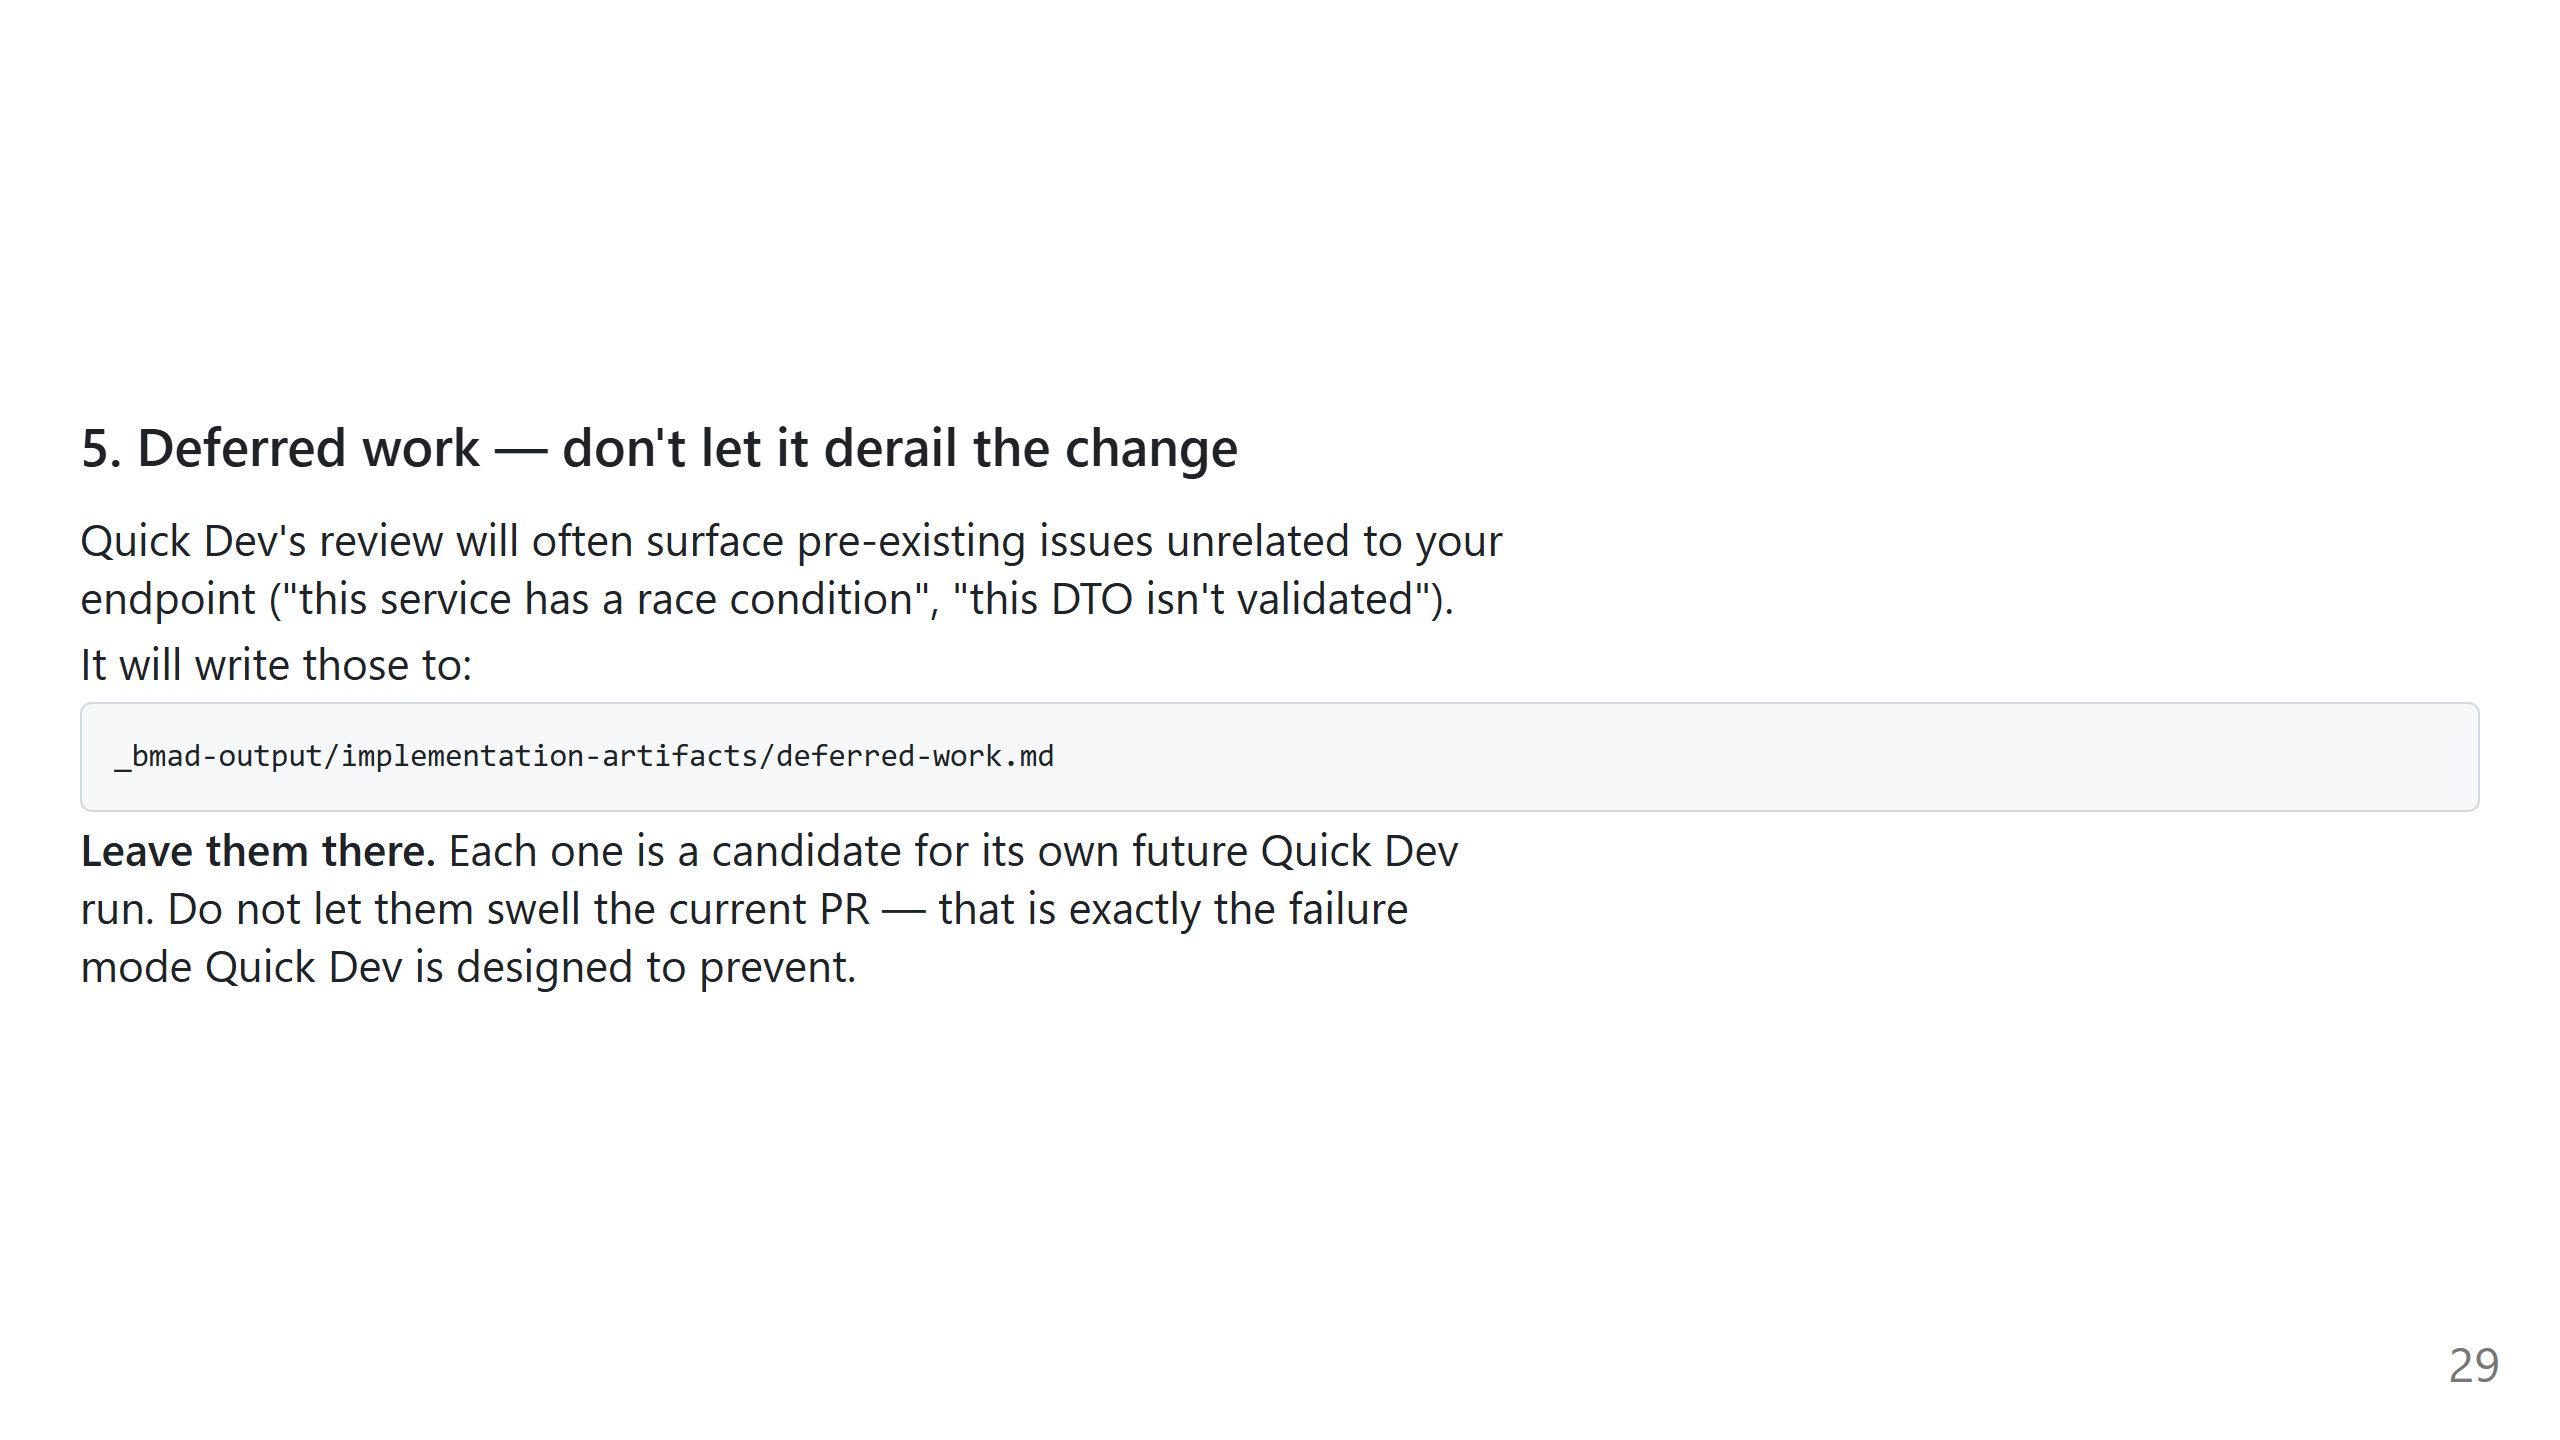 5. Deferred work — don't let it derail the change
Quick Dev's review will often surface pre-existing issues unrelated to your
endpoint ("this service has a race condition", "this DTO isn't validated").
It will write those to:
_bmad-output/implementation-artifacts/deferred-work.md
Leave them there. Each one is a candidate for its own future Quick Dev
run. Do not let them swell the current PR — that is exactly the failure
mode Quick Dev is designed to prevent.
29